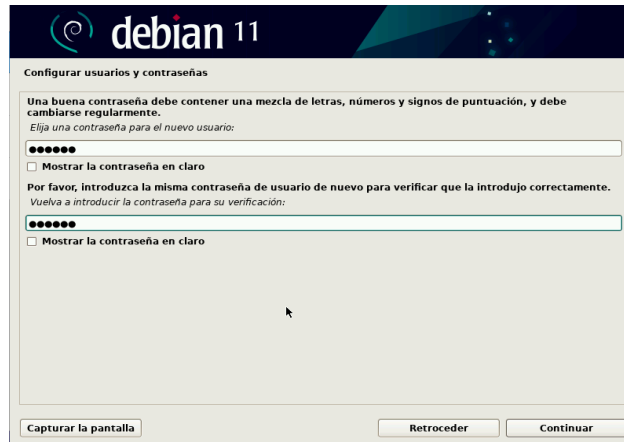 debian 11
Configurar usuarios y contraseñas
Una buena contraseña debe contener una mezcla de letras, números y signos de puntuación, y debe
cambiarse regularmente.
Elija una contraseña para el nuevo usuario:
●●●●●●
Mostrar la contraseña en claro
Por favor, introduzca la misma contraseña de usuario de nuevo para verificar que la introdujo correctamente.
Vuelva a introducir la contraseña para su verificación:
●●●●●●
Mostrar la contraseña en claro
Capturar la pantalla Retroceder Continuar